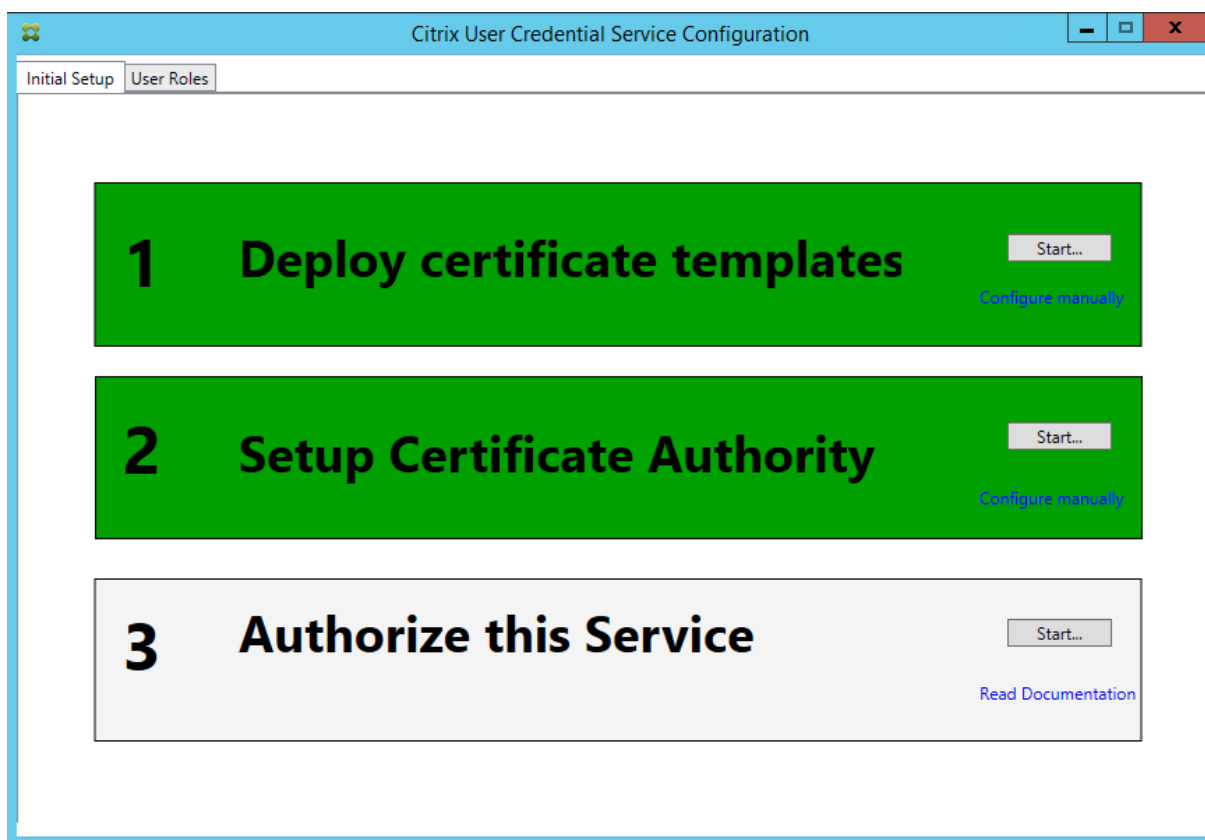 Citrix User Credential Service Configuration
Initial Setup
User Roles
1
Deploy certificate templates
Start...
Configure manually
2
Setup Certificate Authority
Start...
Configure manually
3
Authorize this Service
Start...
Read Documentation